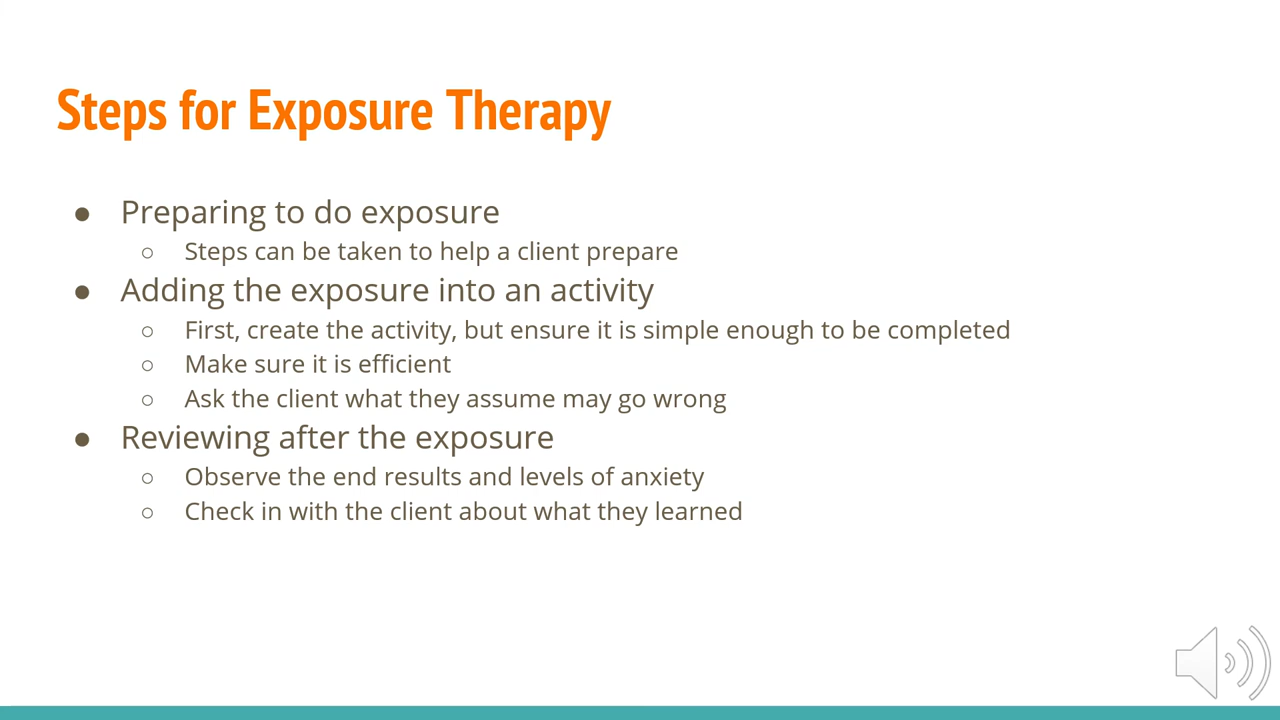 Steps for Exposure Therapy
● Preparing to do exposure
○ Steps can be taken to help a client prepare
● Adding the exposure into an activity
○ First, create the activity, but ensure it is simple enough to be completed
○ Make sure it is efficient
○ Ask the client what they assume may go wrong
● Reviewing after the exposure
○ Observe the end results and levels of anxiety
○ Check in with the client about what they learned